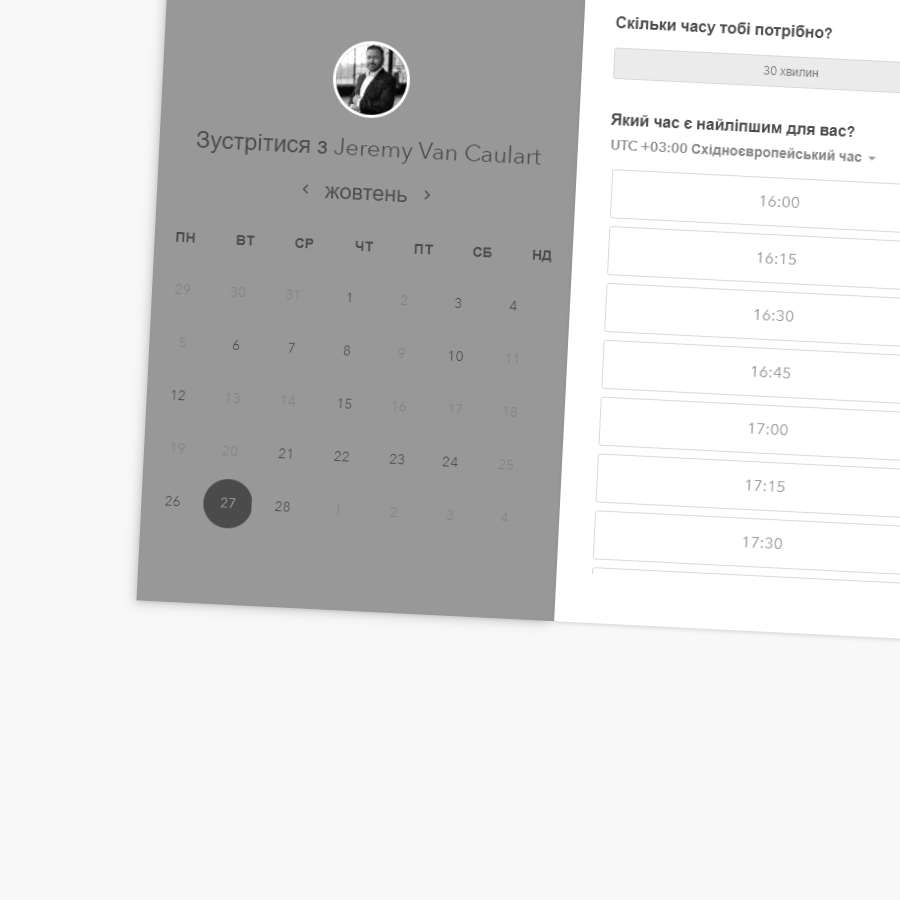 Зустрітися з Jeremy Van Caulart
‹ жовтень ›
ПН ВТ СР ЧТ ПТ СБ НД
29 30 31 1 2 3 4
5 6 7 8 9 10 11
12 13 14 15 16 17 18
19 20 21 22 23 24 25
26 27 28 1 2 3 4
Скільки часу тобі потрібно?
30 хвилин
Який час є найліпшим для вас?
UTC +03:00 Східноєвропейський час
16:00
16:15
16:30
16:45
17:00
17:15
17:30